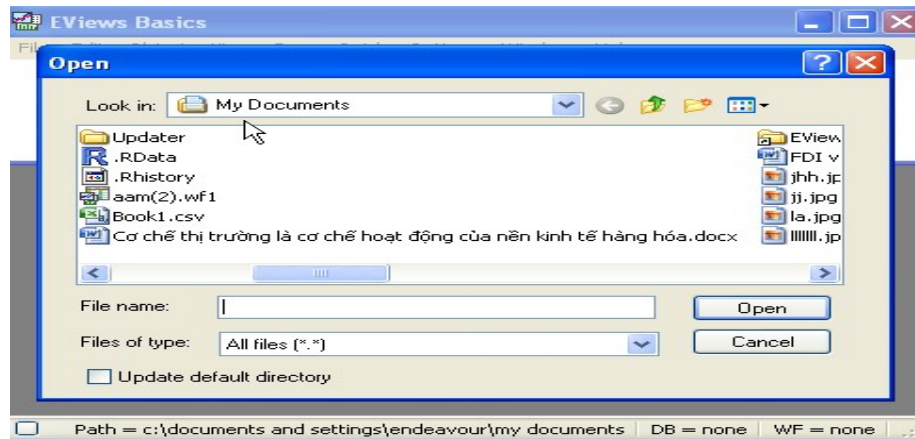 EViews Basics
Open
Look in: My Documents
Updater
.RData
.Rhistory
aam(2).wf1
Book1.csv
Cơ chế thị trường là cơ chế hoạt động của nền kinh tế hàng hóa.docx
EView
FDI v
jhh.jp
jj.jpg
la.jpg
File name:
Open
Files of type: All files (*.*)
Cancel
Update default directory
Path = c:\documents and settings\endeavour\my documents DB = none WF = none